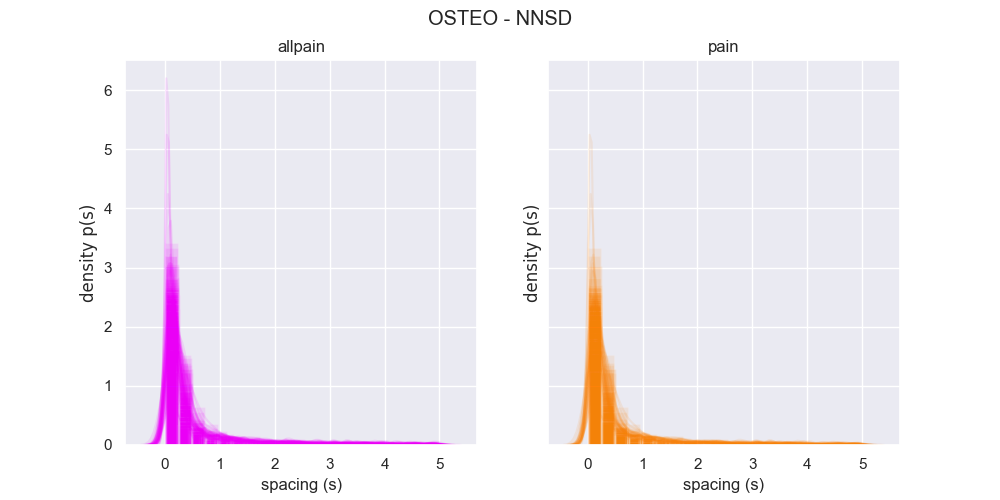 OSTEO - NNSD
allpain
pain
density p(s)
6
5
4
3
2
1
0
0 1 2 3 4 5
spacing (s)
density p(s)
0 1 2 3 4 5
spacing (s)